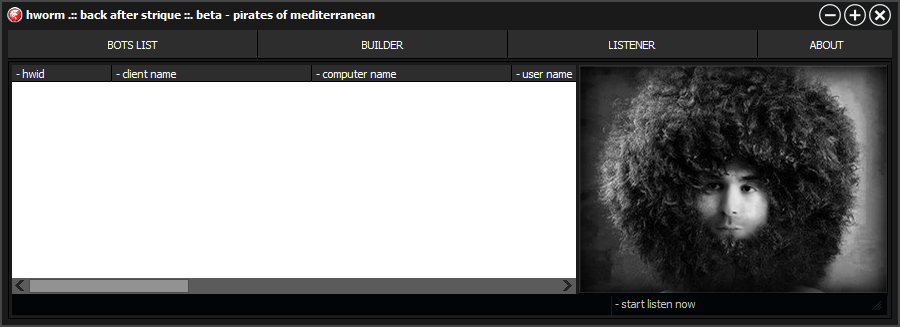 hworm .:: back after strique ::. beta - pirates of mediterranean
BOTS LIST BUILDER LISTENER ABOUT
- hwid - client name - computer name - user name
- start listen now